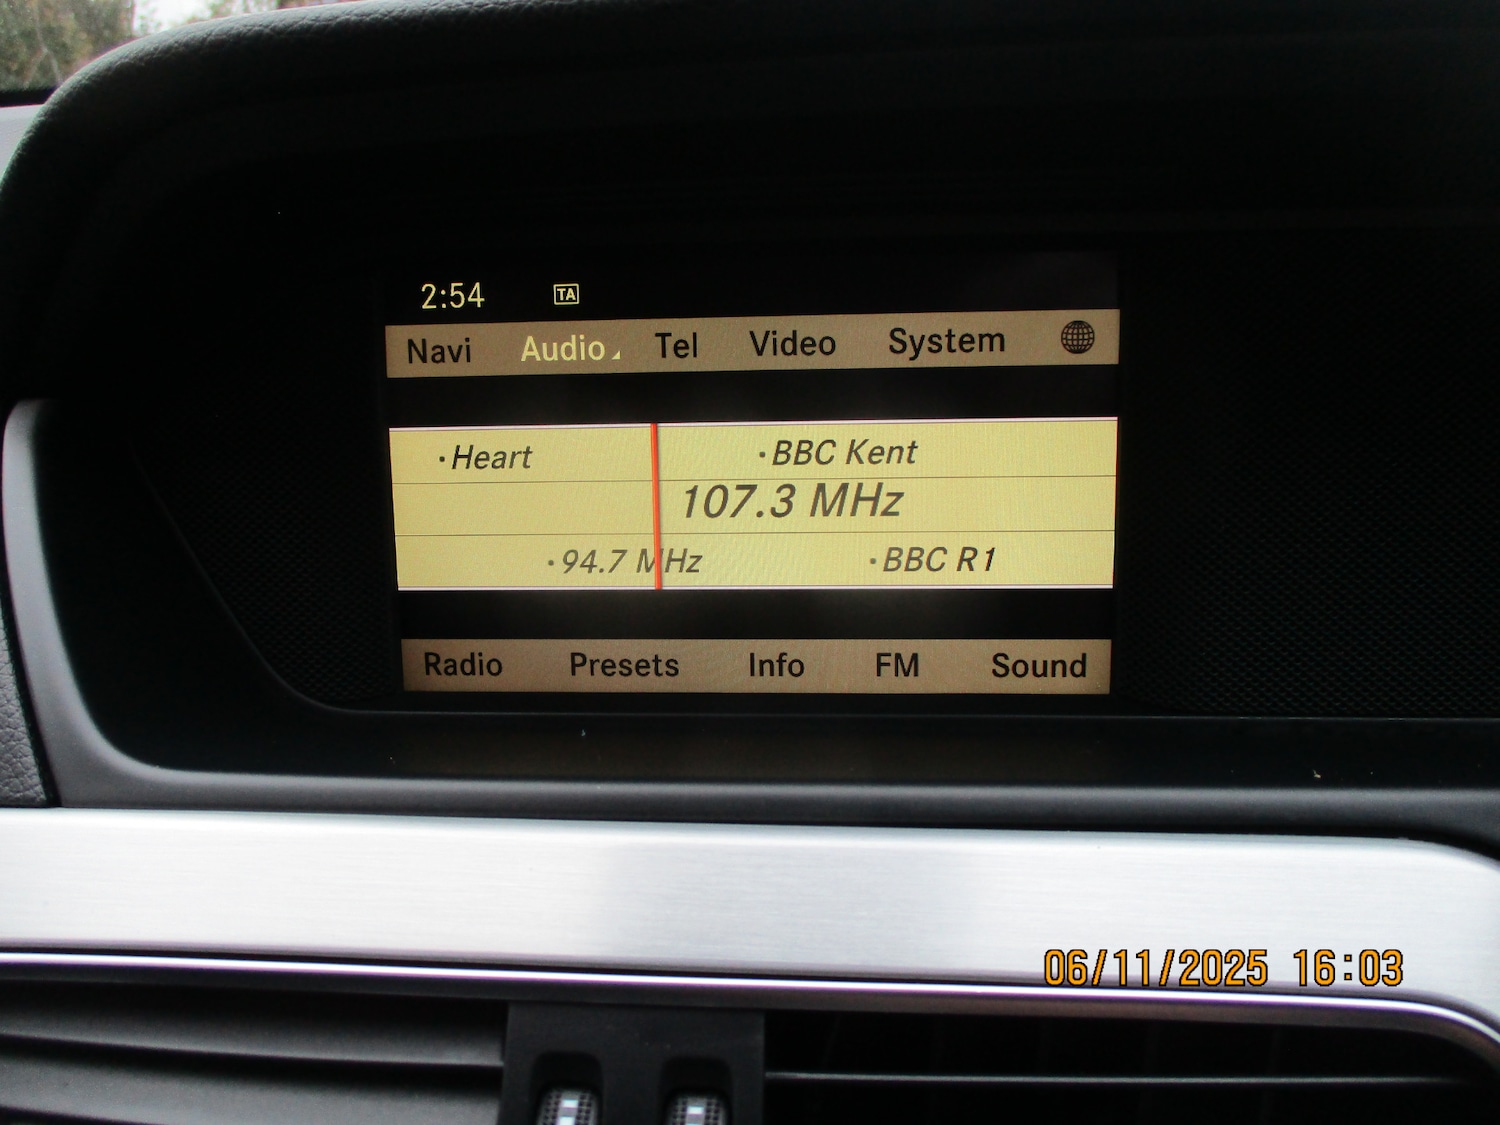 2:54 TA
Navi Audio Tel Video System
·Heart ·BBC Kent
107.3 MHz
·94.7 MHz ·BBC R1
Radio Presets Info FM Sound
06/11/2025 16:03